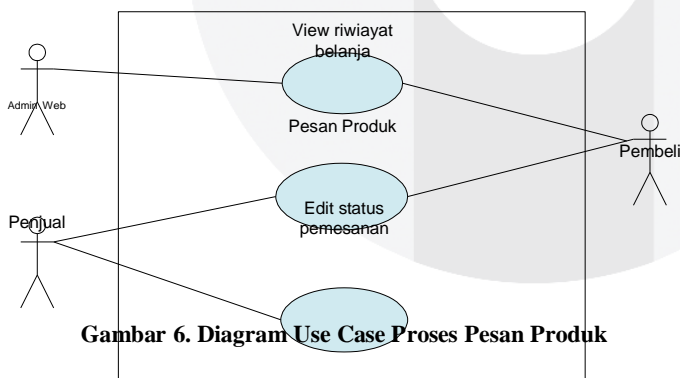 View riwiayat
belanja
Admin Web
Pesan Produk
Pembeli
Edit status
pemesanan
Penjual
Gambar 6. Diagram Use Case Proses Pesan Produk